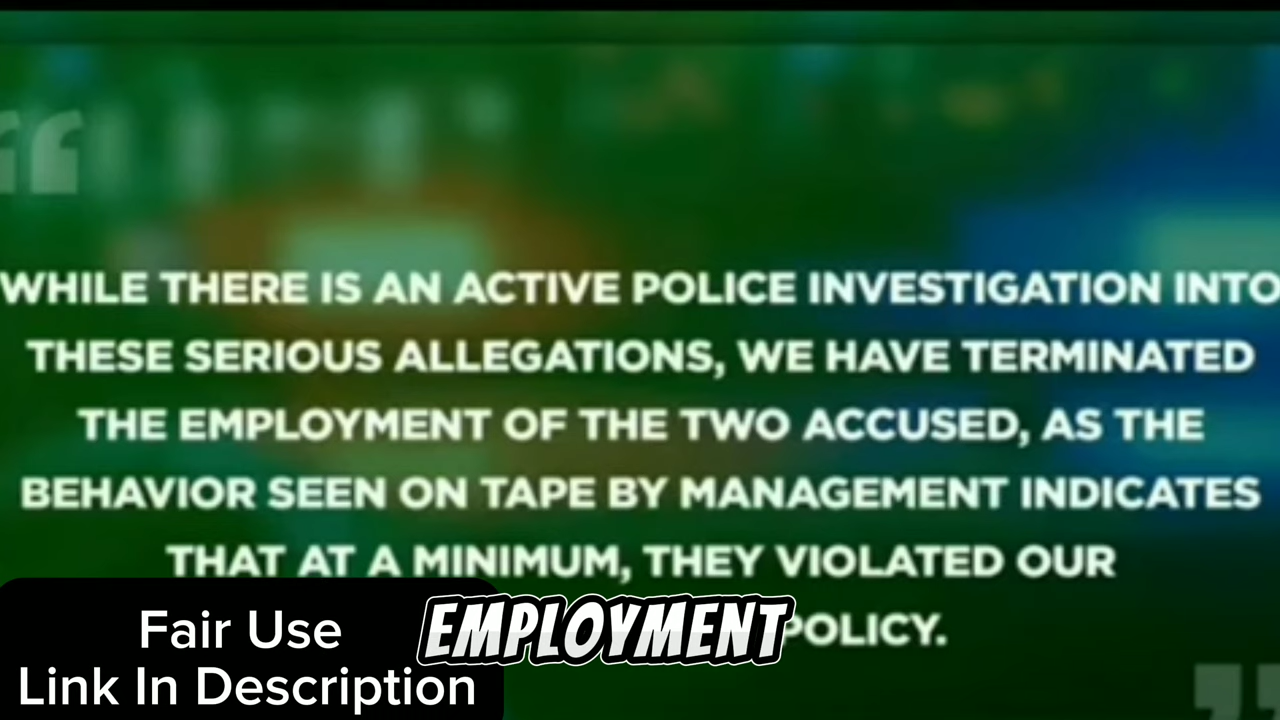 “
WHILE THERE IS AN ACTIVE POLICE INVESTIGATION INTO
THESE SERIOUS ALLEGATIONS, WE HAVE TERMINATED
THE EMPLOYMENT OF THE TWO ACCUSED, AS THE
BEHAVIOR SEEN ON TAPE BY MANAGEMENT INDICATES
THAT AT A MINIMUM, THEY VIOLATED OUR
POLICY.
”
EMPLOYMENT
Fair Use
Link In Description